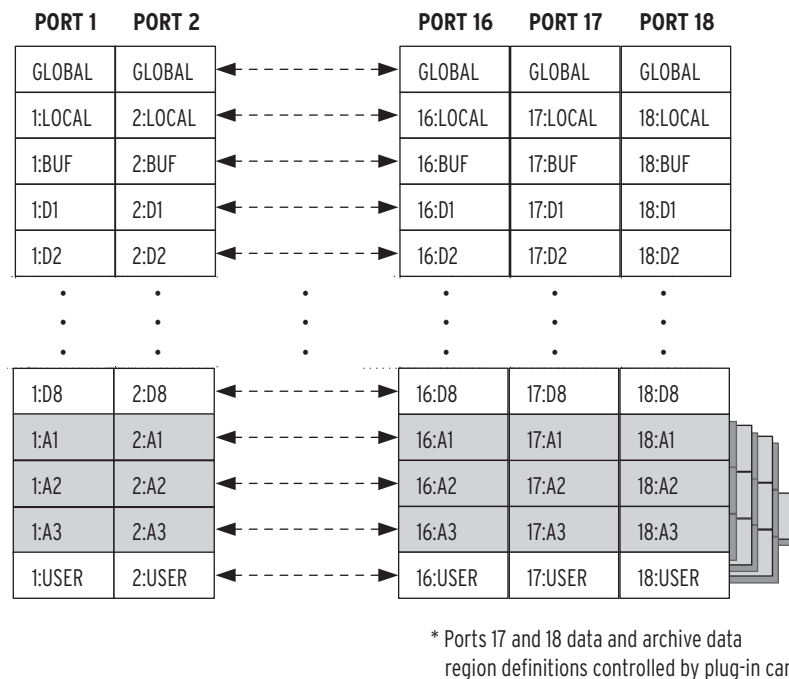 PORT 1 PORT 2 PORT 16 PORT 17 PORT 18
GLOBAL GLOBAL GLOBAL GLOBAL GLOBAL
1:LOCAL 2:LOCAL 16:LOCAL 17:LOCAL 18:LOCAL
1:BUF 2:BUF 16:BUF 17:BUF 18:BUF
1:D1 2:D1 16:D1 17:D1 18:D1
1:D2 2:D2 16:D2 17:D2 18:D2
1:D8 2:D8 16:D8 17:D8 18:D8
1:A1 2:A1 16:A1 17:A1 18:A1
1:A2 2:A2 16:A2 17:A2 18:A2
1:A3 2:A3 16:A3 17:A3 18:A3
1:USER 2:USER 16:USER 17:USER 18:USER
* Ports 17 and 18 data and archive data
region definitions controlled by plug-in